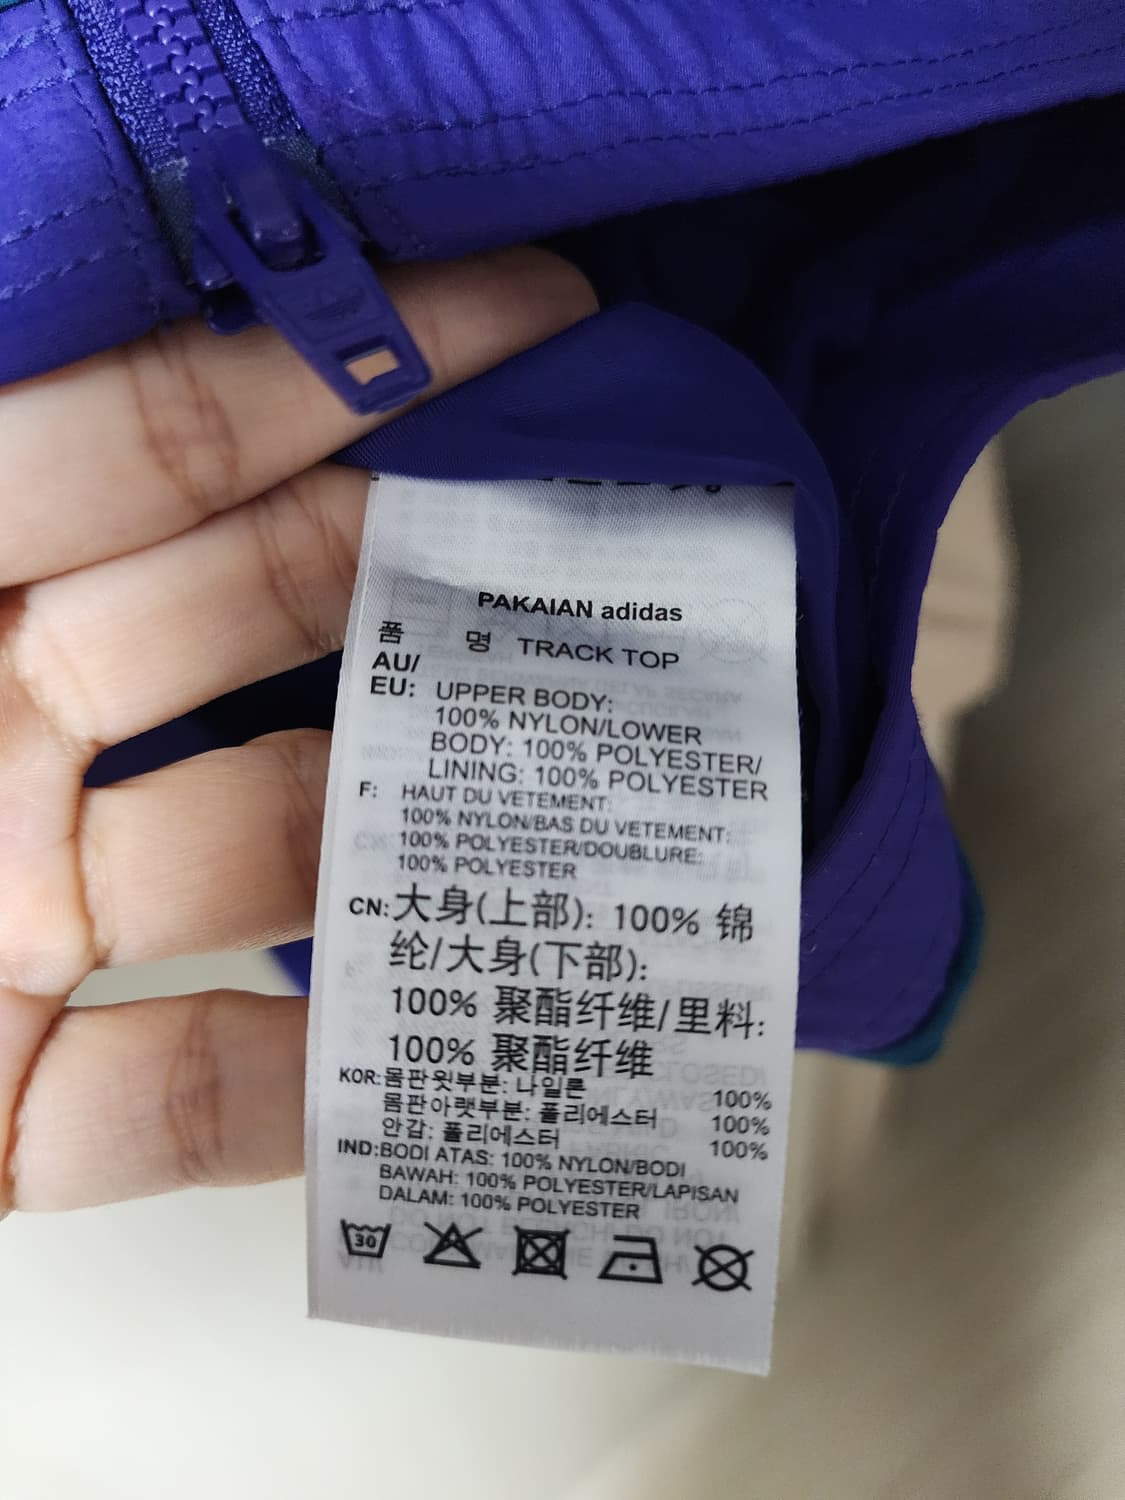 PAKAIAN adidas
품 명 TRACK TOP
AU/
EU: UPPER BODY:
100% NYLON/LOWER
BODY: 100% POLYESTER/
LINING: 100% POLYESTER
F: HAUT DU VETEMENT:
100% NYLON/BAS DU VETEMENT:
100% POLYESTER/DOUBLURE:
100% POLYESTER
CN: 大身(上部): 100% 锦
纶/大身(下部):
100% 聚酯纤维/里料:
100% 聚酯纤维
KOR: 몸판윗부분: 나일론 100%
몸판아랫부분: 폴리에스터 100%
안감: 폴리에스터 100%
IND: BODI ATAS: 100% NYLON/BODI
BAWAH: 100% POLYESTER/LAPISAN
DALAM: 100% POLYESTER
30